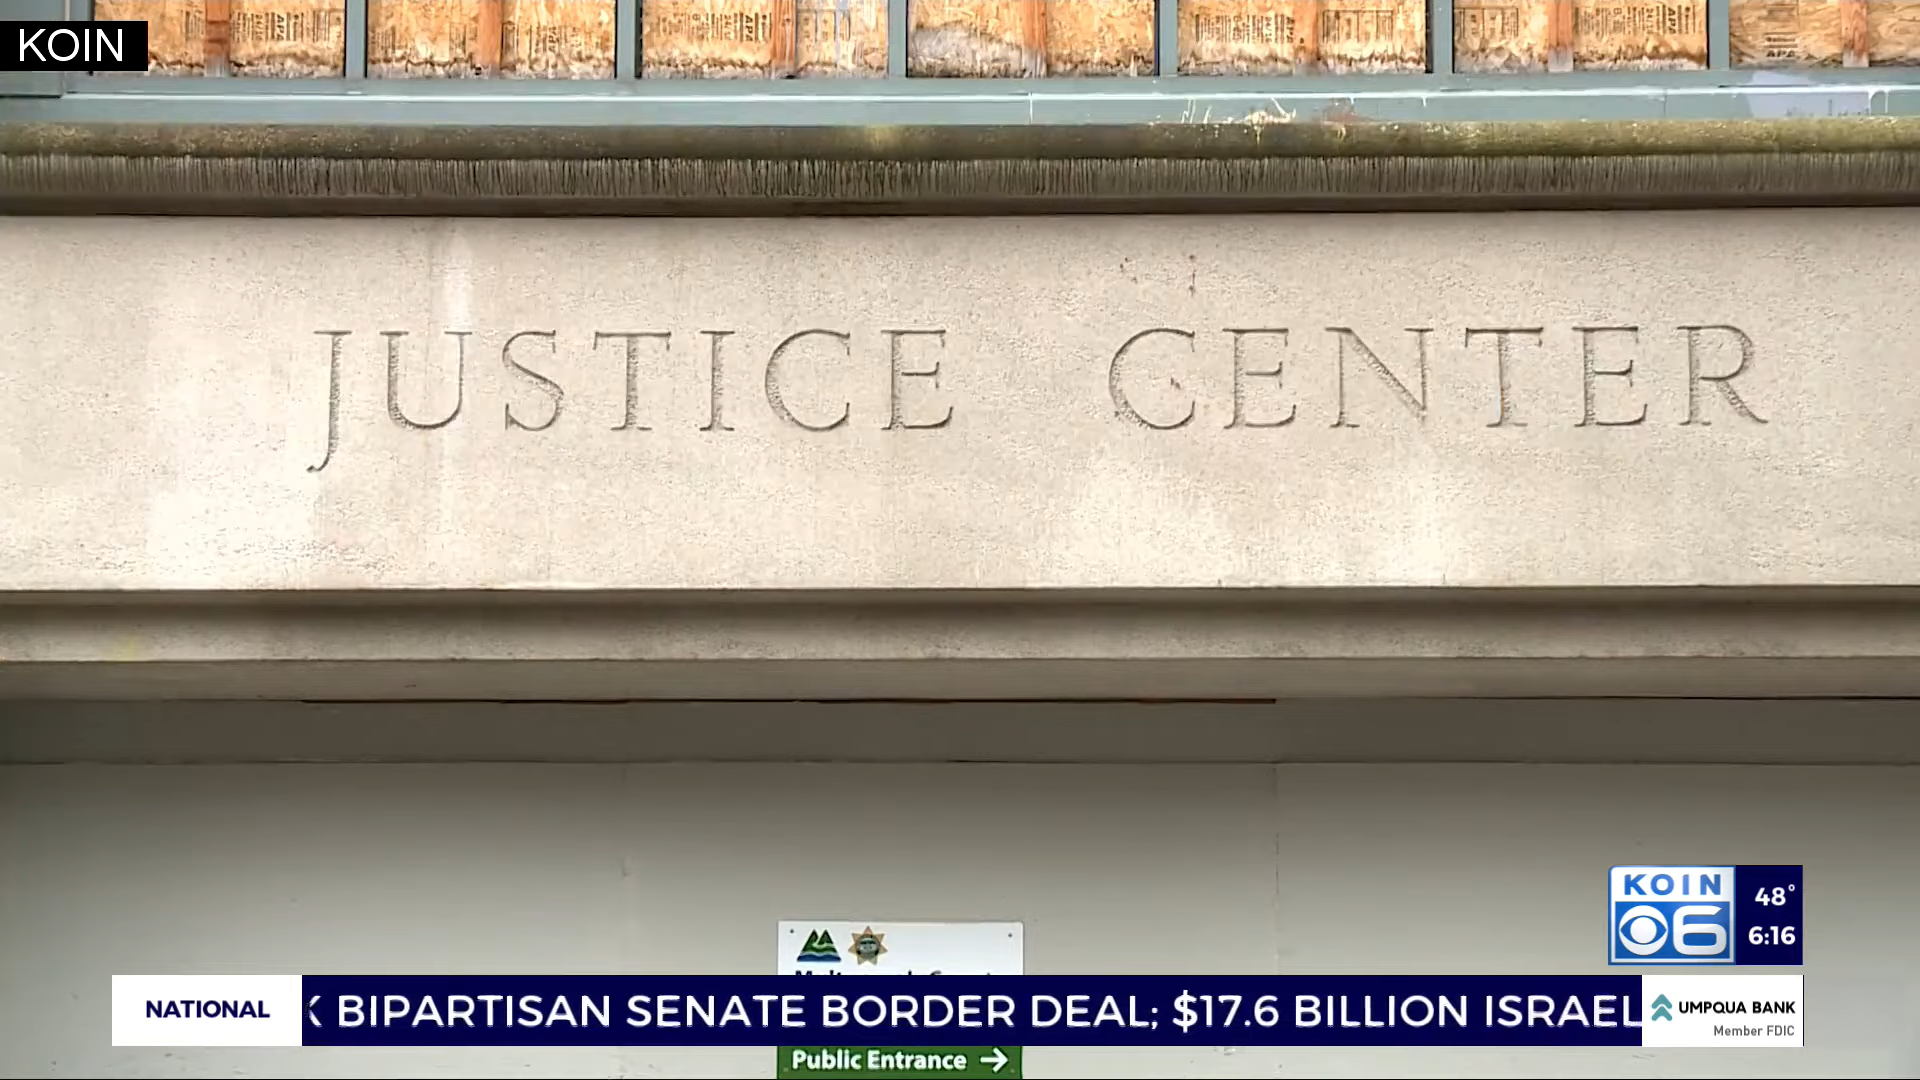 KOIN
JUSTICE CENTER
KOIN
6
48°
6:16
NATIONAL
BIPARTISAN SENATE BORDER DEAL; $17.6 BILLION ISRAEL
UMPQUA BANK
Member FDIC
Public Entrance →